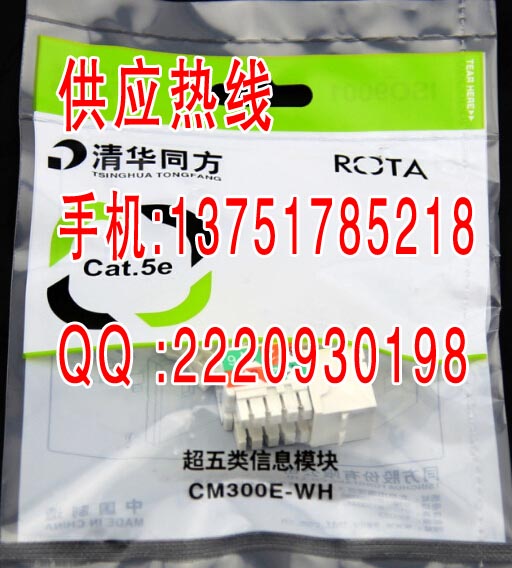 TEAR HERE>>
供应热线
清华同方
TSINGHUA TONGFANG
ROTA
手机:13751785218
Cat.5e
QQ :2220930198
超五类信息模块
CM300E-WH
中国制造
MADE IN CHINA